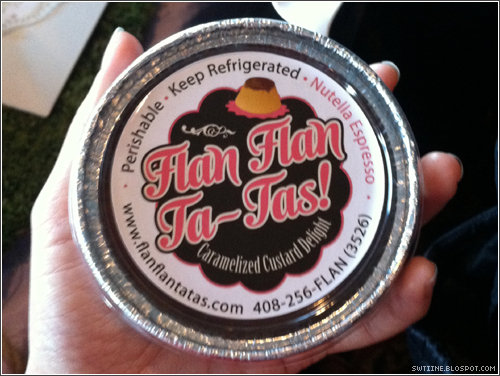 Perishable • Keep Refrigerated • Nutella Espresso •
Flan Flan
Ta-Tas!
Caramelized Custard Delight
www.flanflantatas.com 408-256-FLAN (3526)
SWTIINE.BLOSPOT.COM